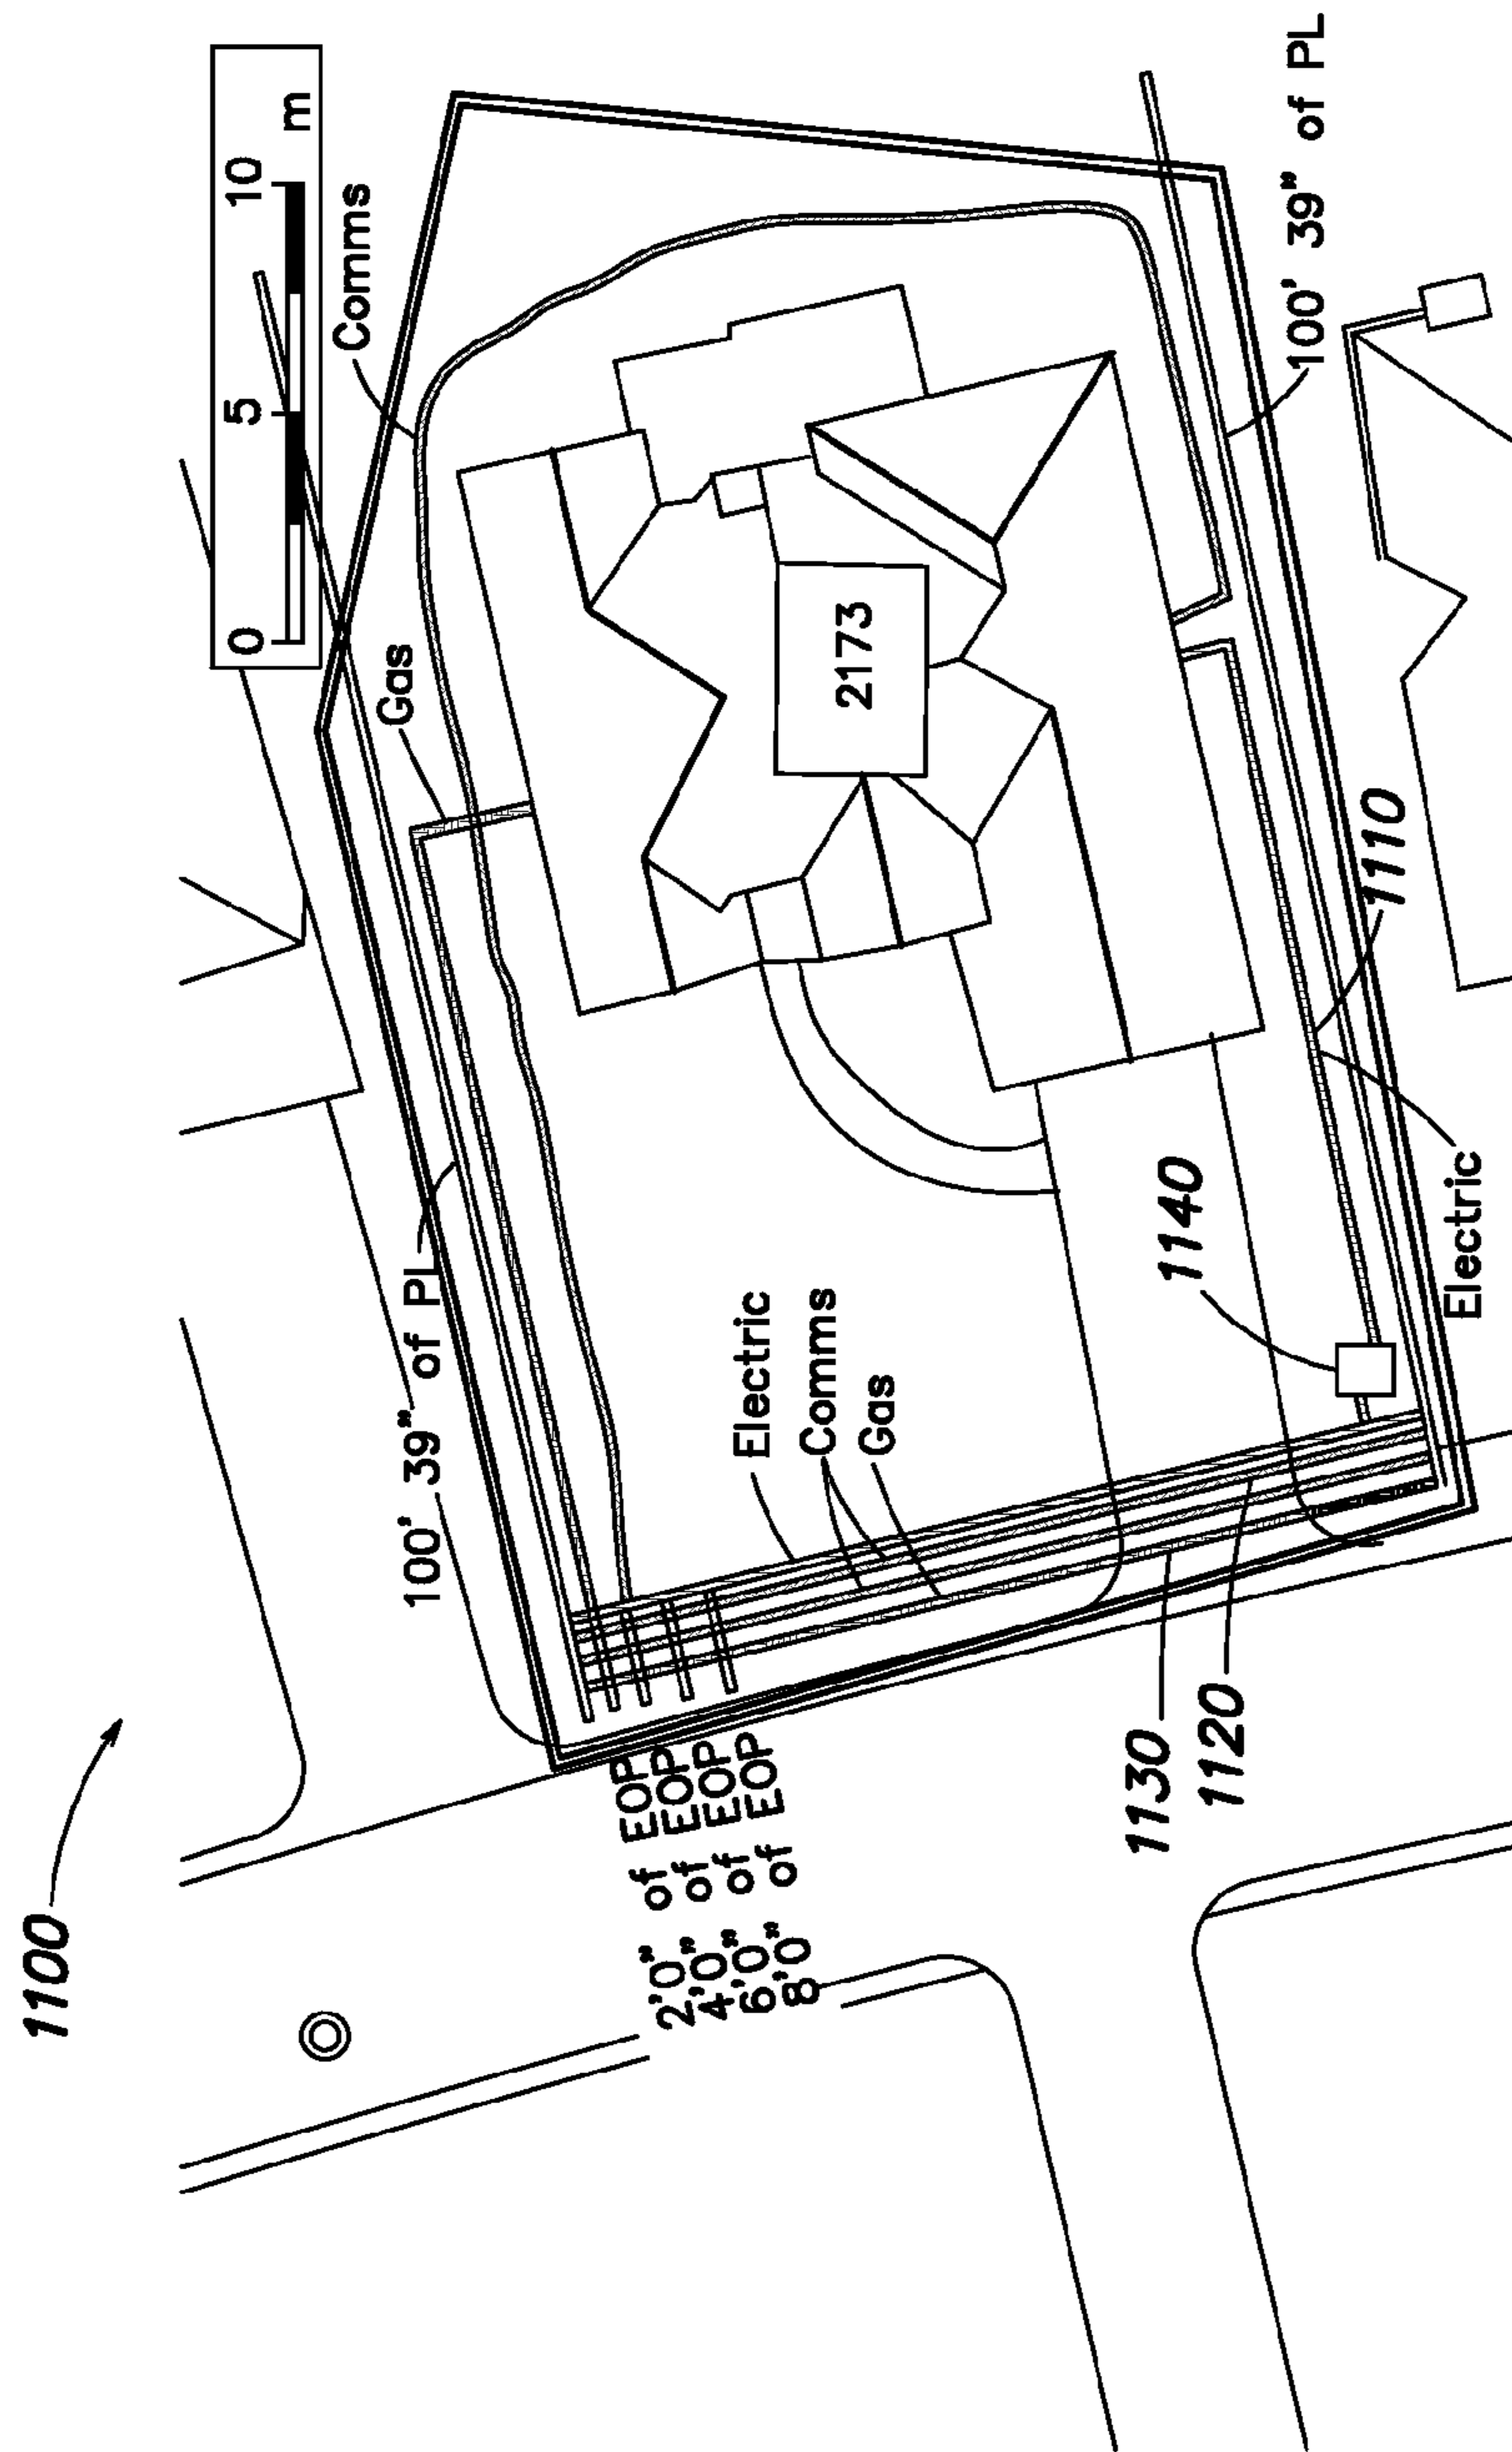 1100
0 5 10 m
Comms
Gas
100' 39" of PL
100' 39" of PL
2173
1110
Electric
1140
Electric
Comms
Gas
1130
1120
2'0" of EOP
4'0" of EOP
6'0" of EOP
8'0" of EOP